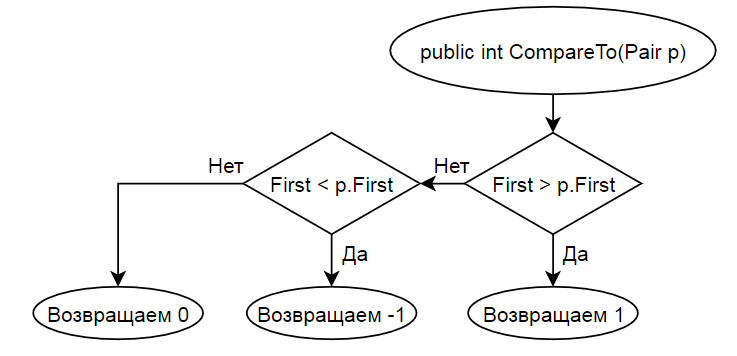 public int CompareTo(Pair p)
Нет
Нет
First < p.First
First > p.First
Да
Да
Возвращаем 0
Возвращаем -1
Возвращаем 1